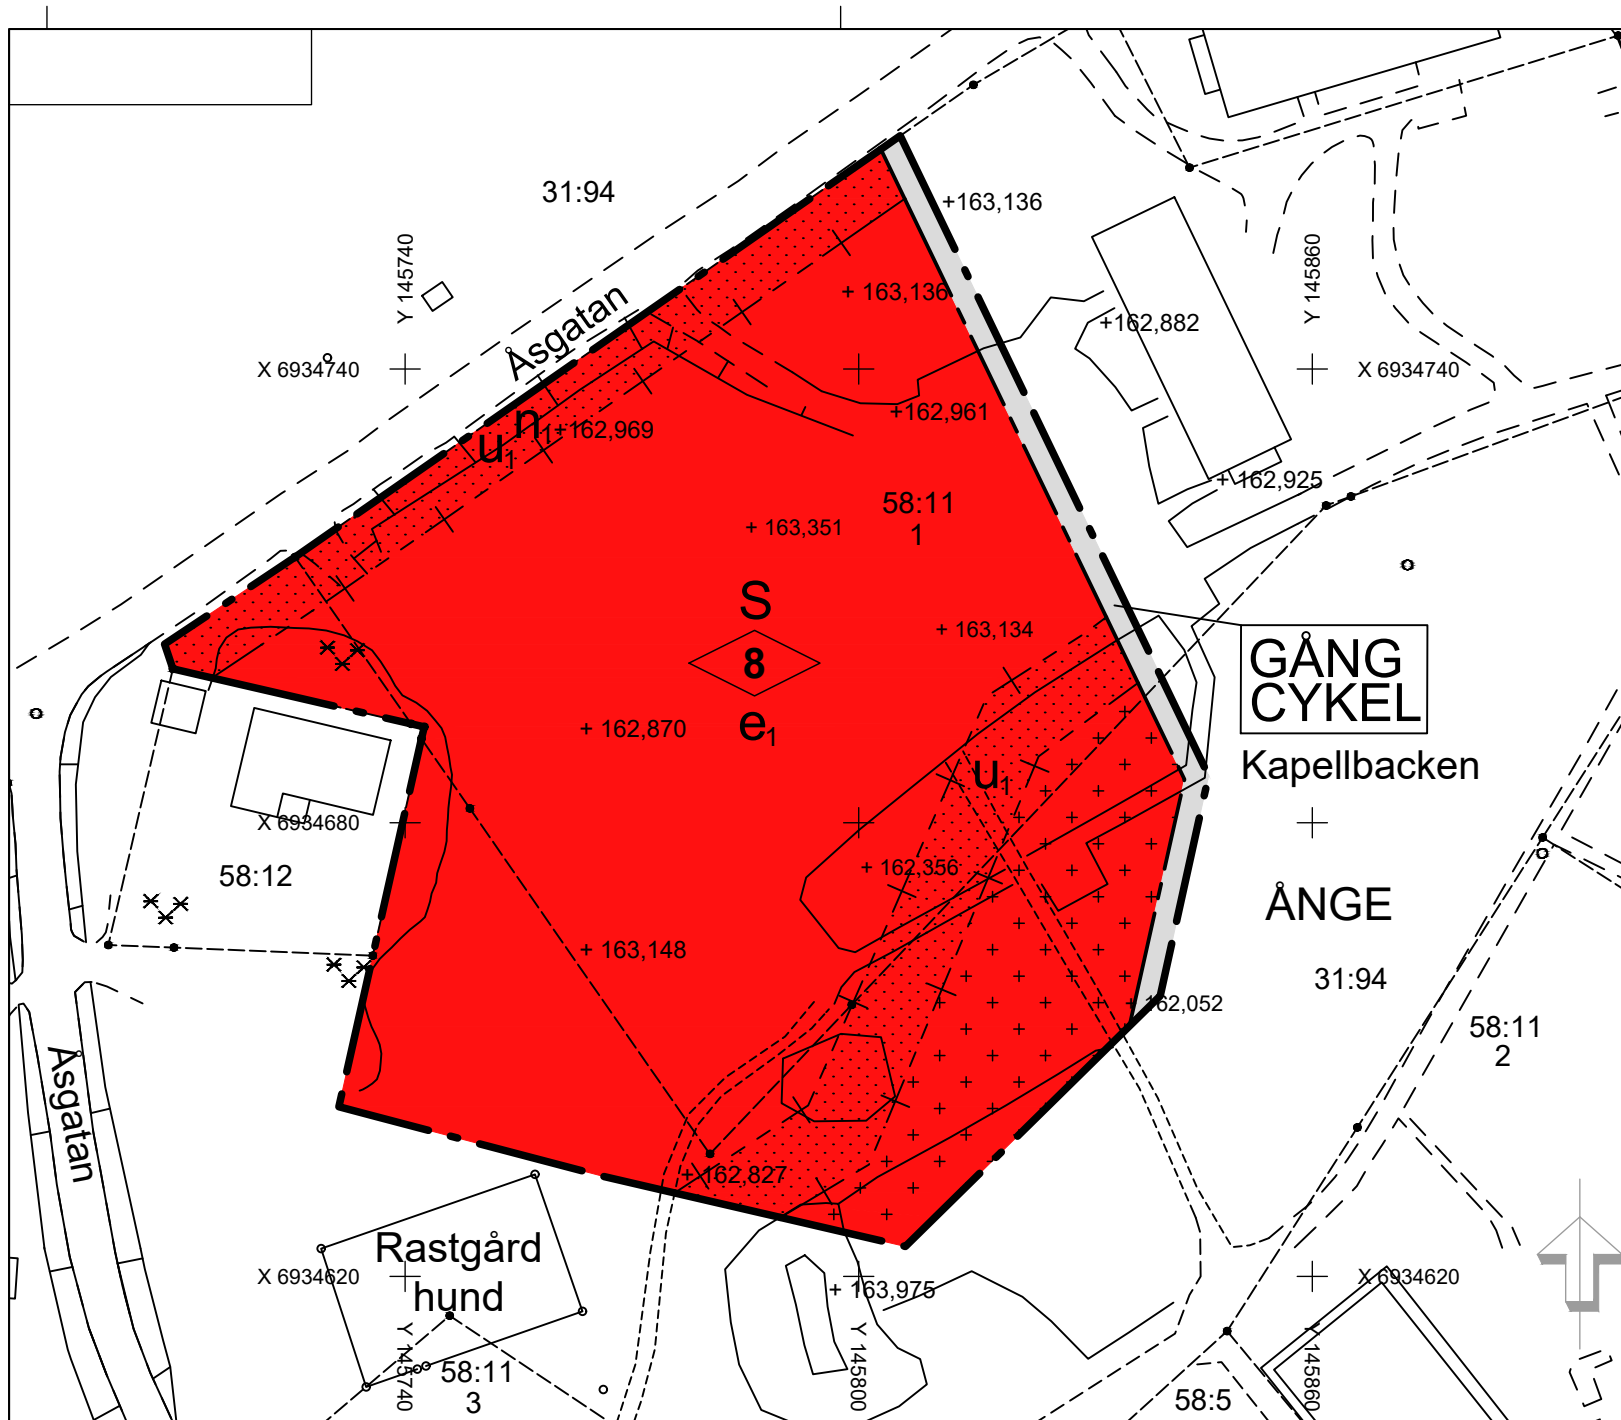 31:94
+163,136
Y 145740
Y 145860
+ 163,136
Åsgatan
+162,882
X 6934740
X 6934740
+162,961
u1 n1
+162,969
+ 162,925
58:11
1
+ 163,351
S
8
e1
+ 163,134
GÅNG
CYKEL
+ 162,870
Kapellbacken
u1
X 6934680
+ 162,356
58:12
ÅNGE
+ 163,148
31:94
+ 162,052
58:11
2
Åsgatan
+ 162,827
Rastgård
hund
X 6934620
X 6934620
+ 163,975
Y 145740
Y 145800
Y 145860
58:11
3
58:5